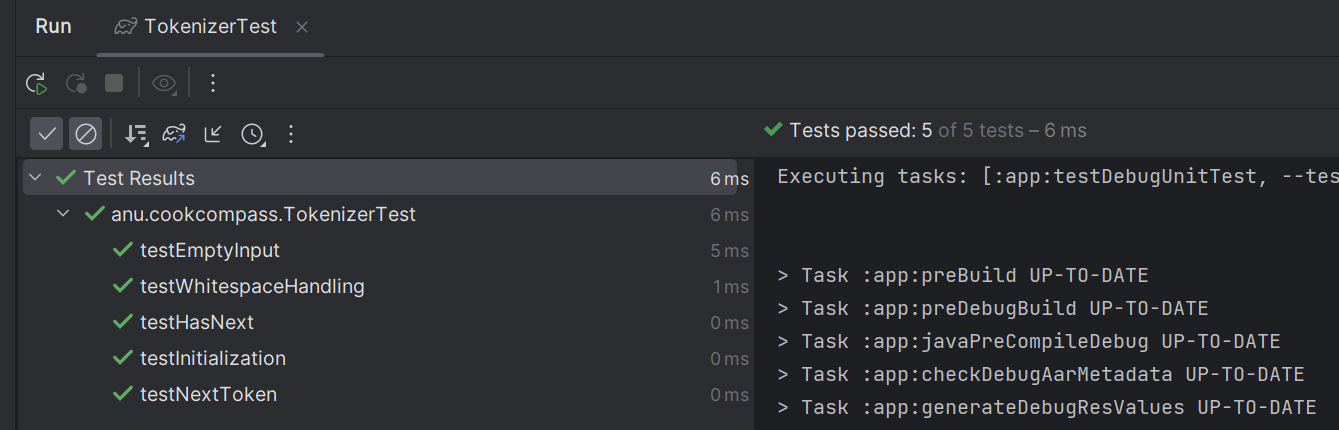 Run TokenizerTest
Tests passed: 5 of 5 tests – 6 ms
Test Results 6 ms
anu.cookcompass.TokenizerTest 6 ms
testEmptyInput 5 ms
testWhitespaceHandling 1 ms
testHasNext 0 ms
testInitialization 0 ms
testNextToken 0 ms
Executing tasks: [:app:testDebugUnitTest, --tes
> Task :app:preBuild UP-TO-DATE
> Task :app:preDebugBuild UP-TO-DATE
> Task :app:javaPreCompileDebug UP-TO-DATE
> Task :app:checkDebugAarMetadata UP-TO-DATE
> Task :app:generateDebugResValues UP-TO-DATE